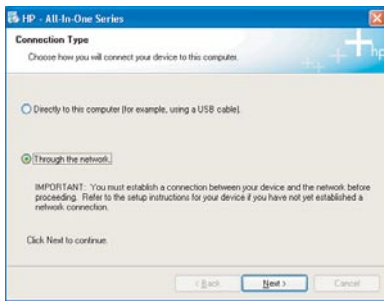 HP - All-In-One Series
Connection Type
Choose how you will connect your device to this computer.
hp
Directly to this computer (for example, using a USB cable).
Through the network.
IMPORTANT: You must establish a connection between your device and the network before
proceeding. Refer to the setup instructions for your device if you have not yet established a
network connection.
Click Next to continue.
< Back Next > Cancel